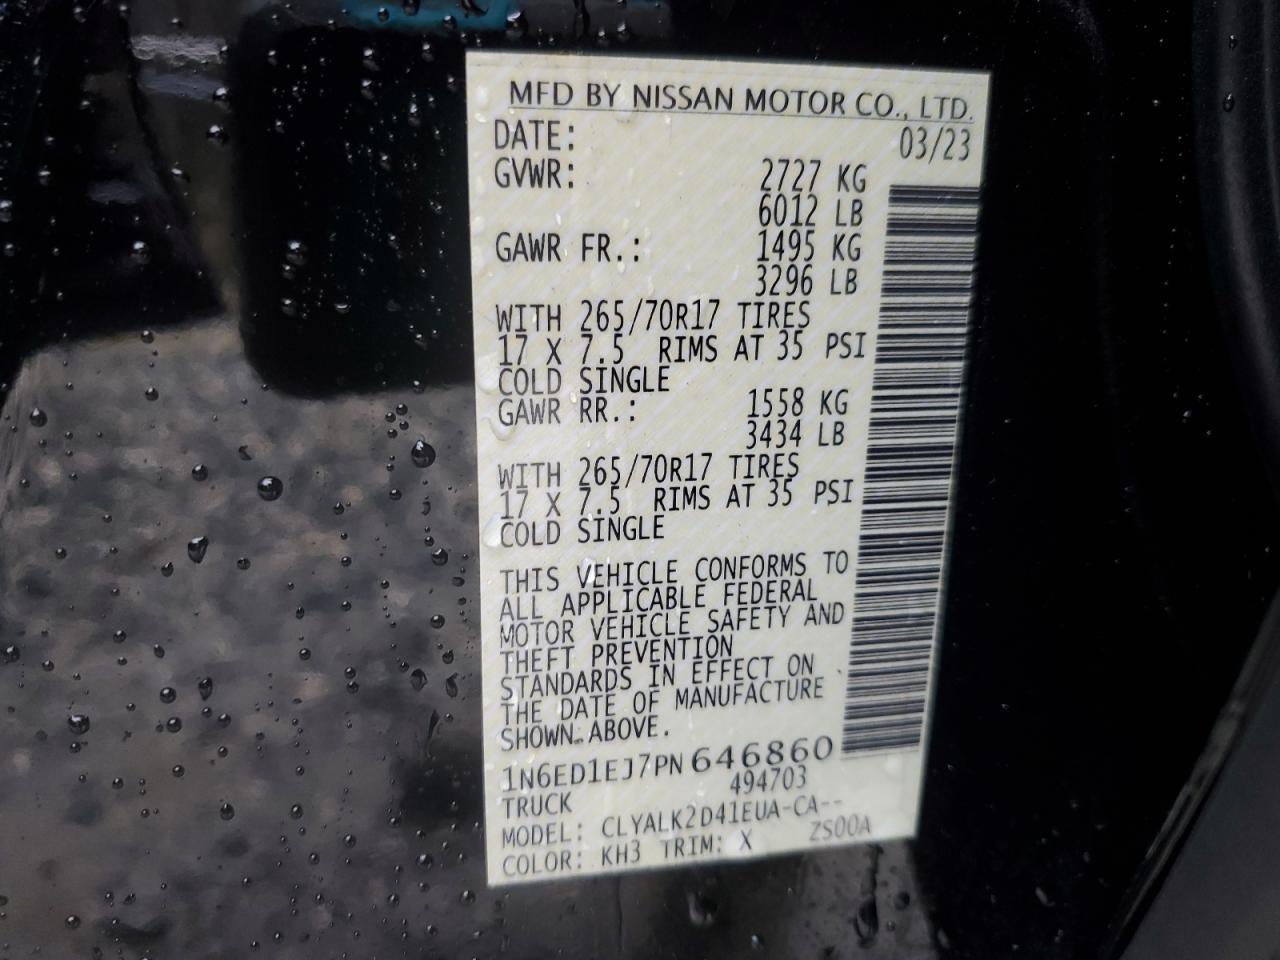 MFD BY NISSAN MOTOR CO., LTD.
DATE: 03/23
GVWR: 2727 KG
6012 LB
GAWR FR.: 1495 KG
3296 LB
WITH 265/70R17 TIRES
17 X 7.5 RIMS AT 35 PSI
COLD SINGLE
GAWR RR.: 1558 KG
3434 LB
WITH 265/70R17 TIRES
17 X 7.5 RIMS AT 35 PSI
COLD SINGLE
THIS VEHICLE CONFORMS TO
ALL APPLICABLE FEDERAL
MOTOR VEHICLE SAFETY AND
THEFT PREVENTION
STANDARDS IN EFFECT ON
THE DATE OF MANUFACTURE
SHOWN ABOVE.
1N6ED1EJ7PN646860
TRUCK 494703
MODEL: CLYALK2D41EUA-CA--
COLOR: KH3 TRIM: X ZS00A